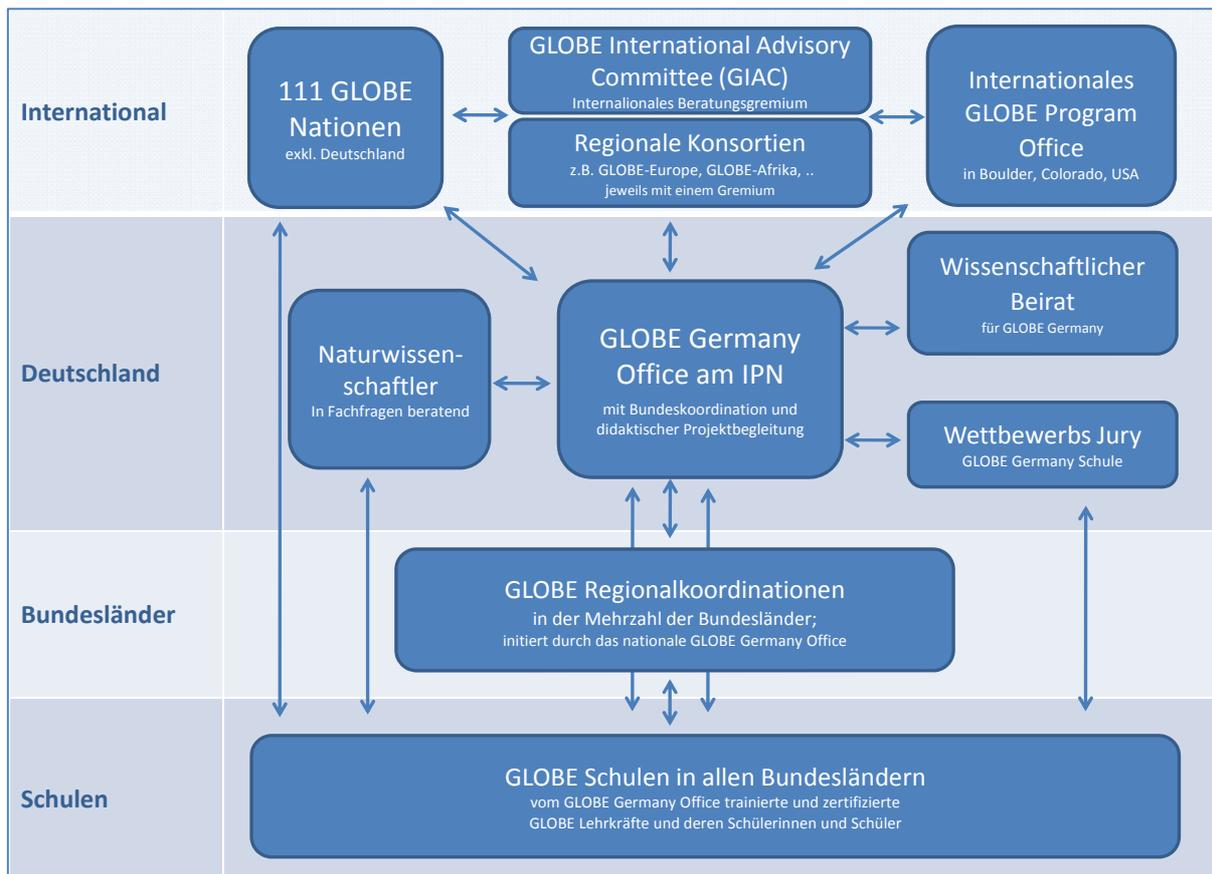 International
111 GLOBE
Nationen
exkl. Deutschland
GLOBE International Advisory
Committee (GIAC)
Internalionales Beratungsgremium
Regionale Konsortien
z.B. GLOBE-Europe, GLOBE-Afrika, ..
jeweils mit einem Gremium
Internationales
GLOBE Program
Office
in Boulder, Colorado, USA
Deutschland
Naturwissen-
schaftler
In Fachfragen beratend
GLOBE Germany
Office am IPN
mit Bundeskoordination und
didaktischer Projektbegleitung
Wissenschaftlicher
Beirat
für GLOBE Germany
Wettbewerbs Jury
GLOBE Germany Schule
Bundesländer
GLOBE Regionalkoordinationen
in der Mehrzahl der Bundesländer;
initiert durch das nationale GLOBE Germany Office
Schulen
GLOBE Schulen in allen Bundesländern
vom GLOBE Germany Office trainierte und zertifizierte
GLOBE Lehrkräfte und deren Schülerinnen und Schüler